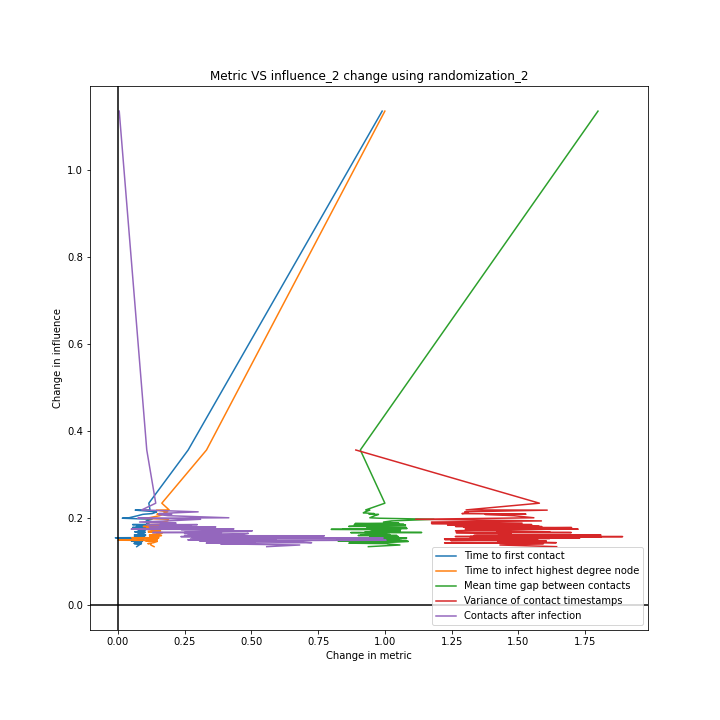 Metric VS influence_2 change using randomization_2
Change in influence
1.0
0.8
0.6
0.4
0.2
0.0
Time to first contact
Time to infect highest degree node
Mean time gap between contacts
Variance of contact timestamps
Contacts after infection
0.00 0.25 0.50 0.75 1.00 1.25 1.50 1.75
Change in metric